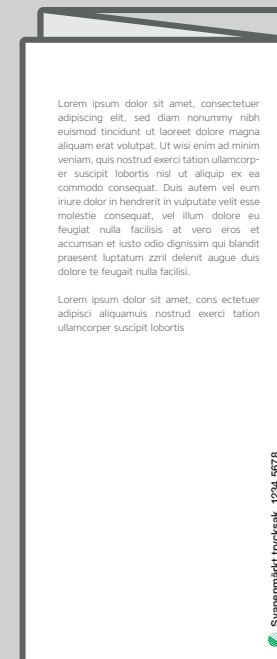 Lorem ipsum dolor sit amet, consectetuer
adipiscing elit, sed diam nonummy nibh
euismod tincidunt ut laoreet dolore magna
aliquam erat volutpat. Ut wisi enim ad minim
veniam, quis nostrud exerci tation ullamcorp-
er suscipit lobortis nisl ut aliquip ex ea
commodo consequat. Duis autem vel eum
iriure dolor in hendrerit in vulputate velit esse
molestie consequat, vel illum dolore eu
feugiat nulla facilisis at vero eros et
accumsan et iusto odio dignissim qui blandit
praesent luptatum zzril delenit augue duis
dolore te feugait nulla facilisi.
Lorem ipsum dolor sit amet, cons ectetuer
adipisci aliquamuis nostrud exerci tation
ullamcorper suscipit lobortis
Svanenmärkt trycksak, 1234 5678